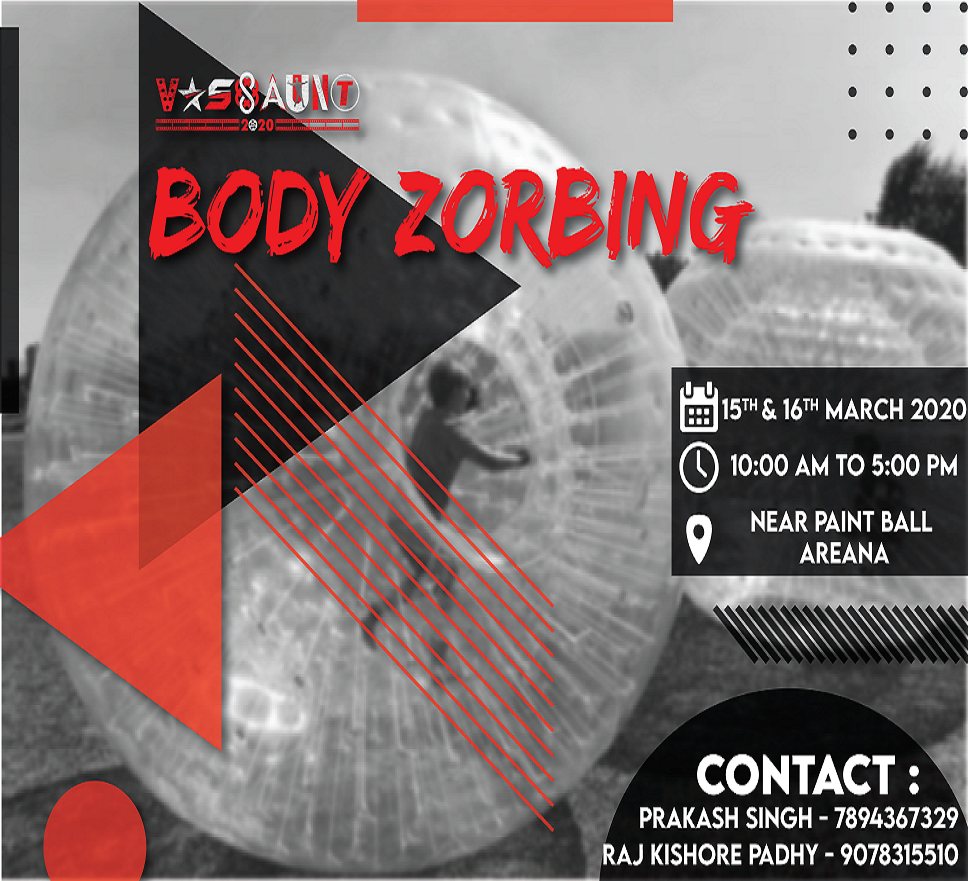 VASSAUNT
2020
BODY ZORBING
15TH & 16TH MARCH 2020
10:00 AM TO 5:00 PM
NEAR PAINT BALL
AREANA
CONTACT :
PRAKASH SINGH - 7894367329
RAJ KISHORE PADHY - 9078315510